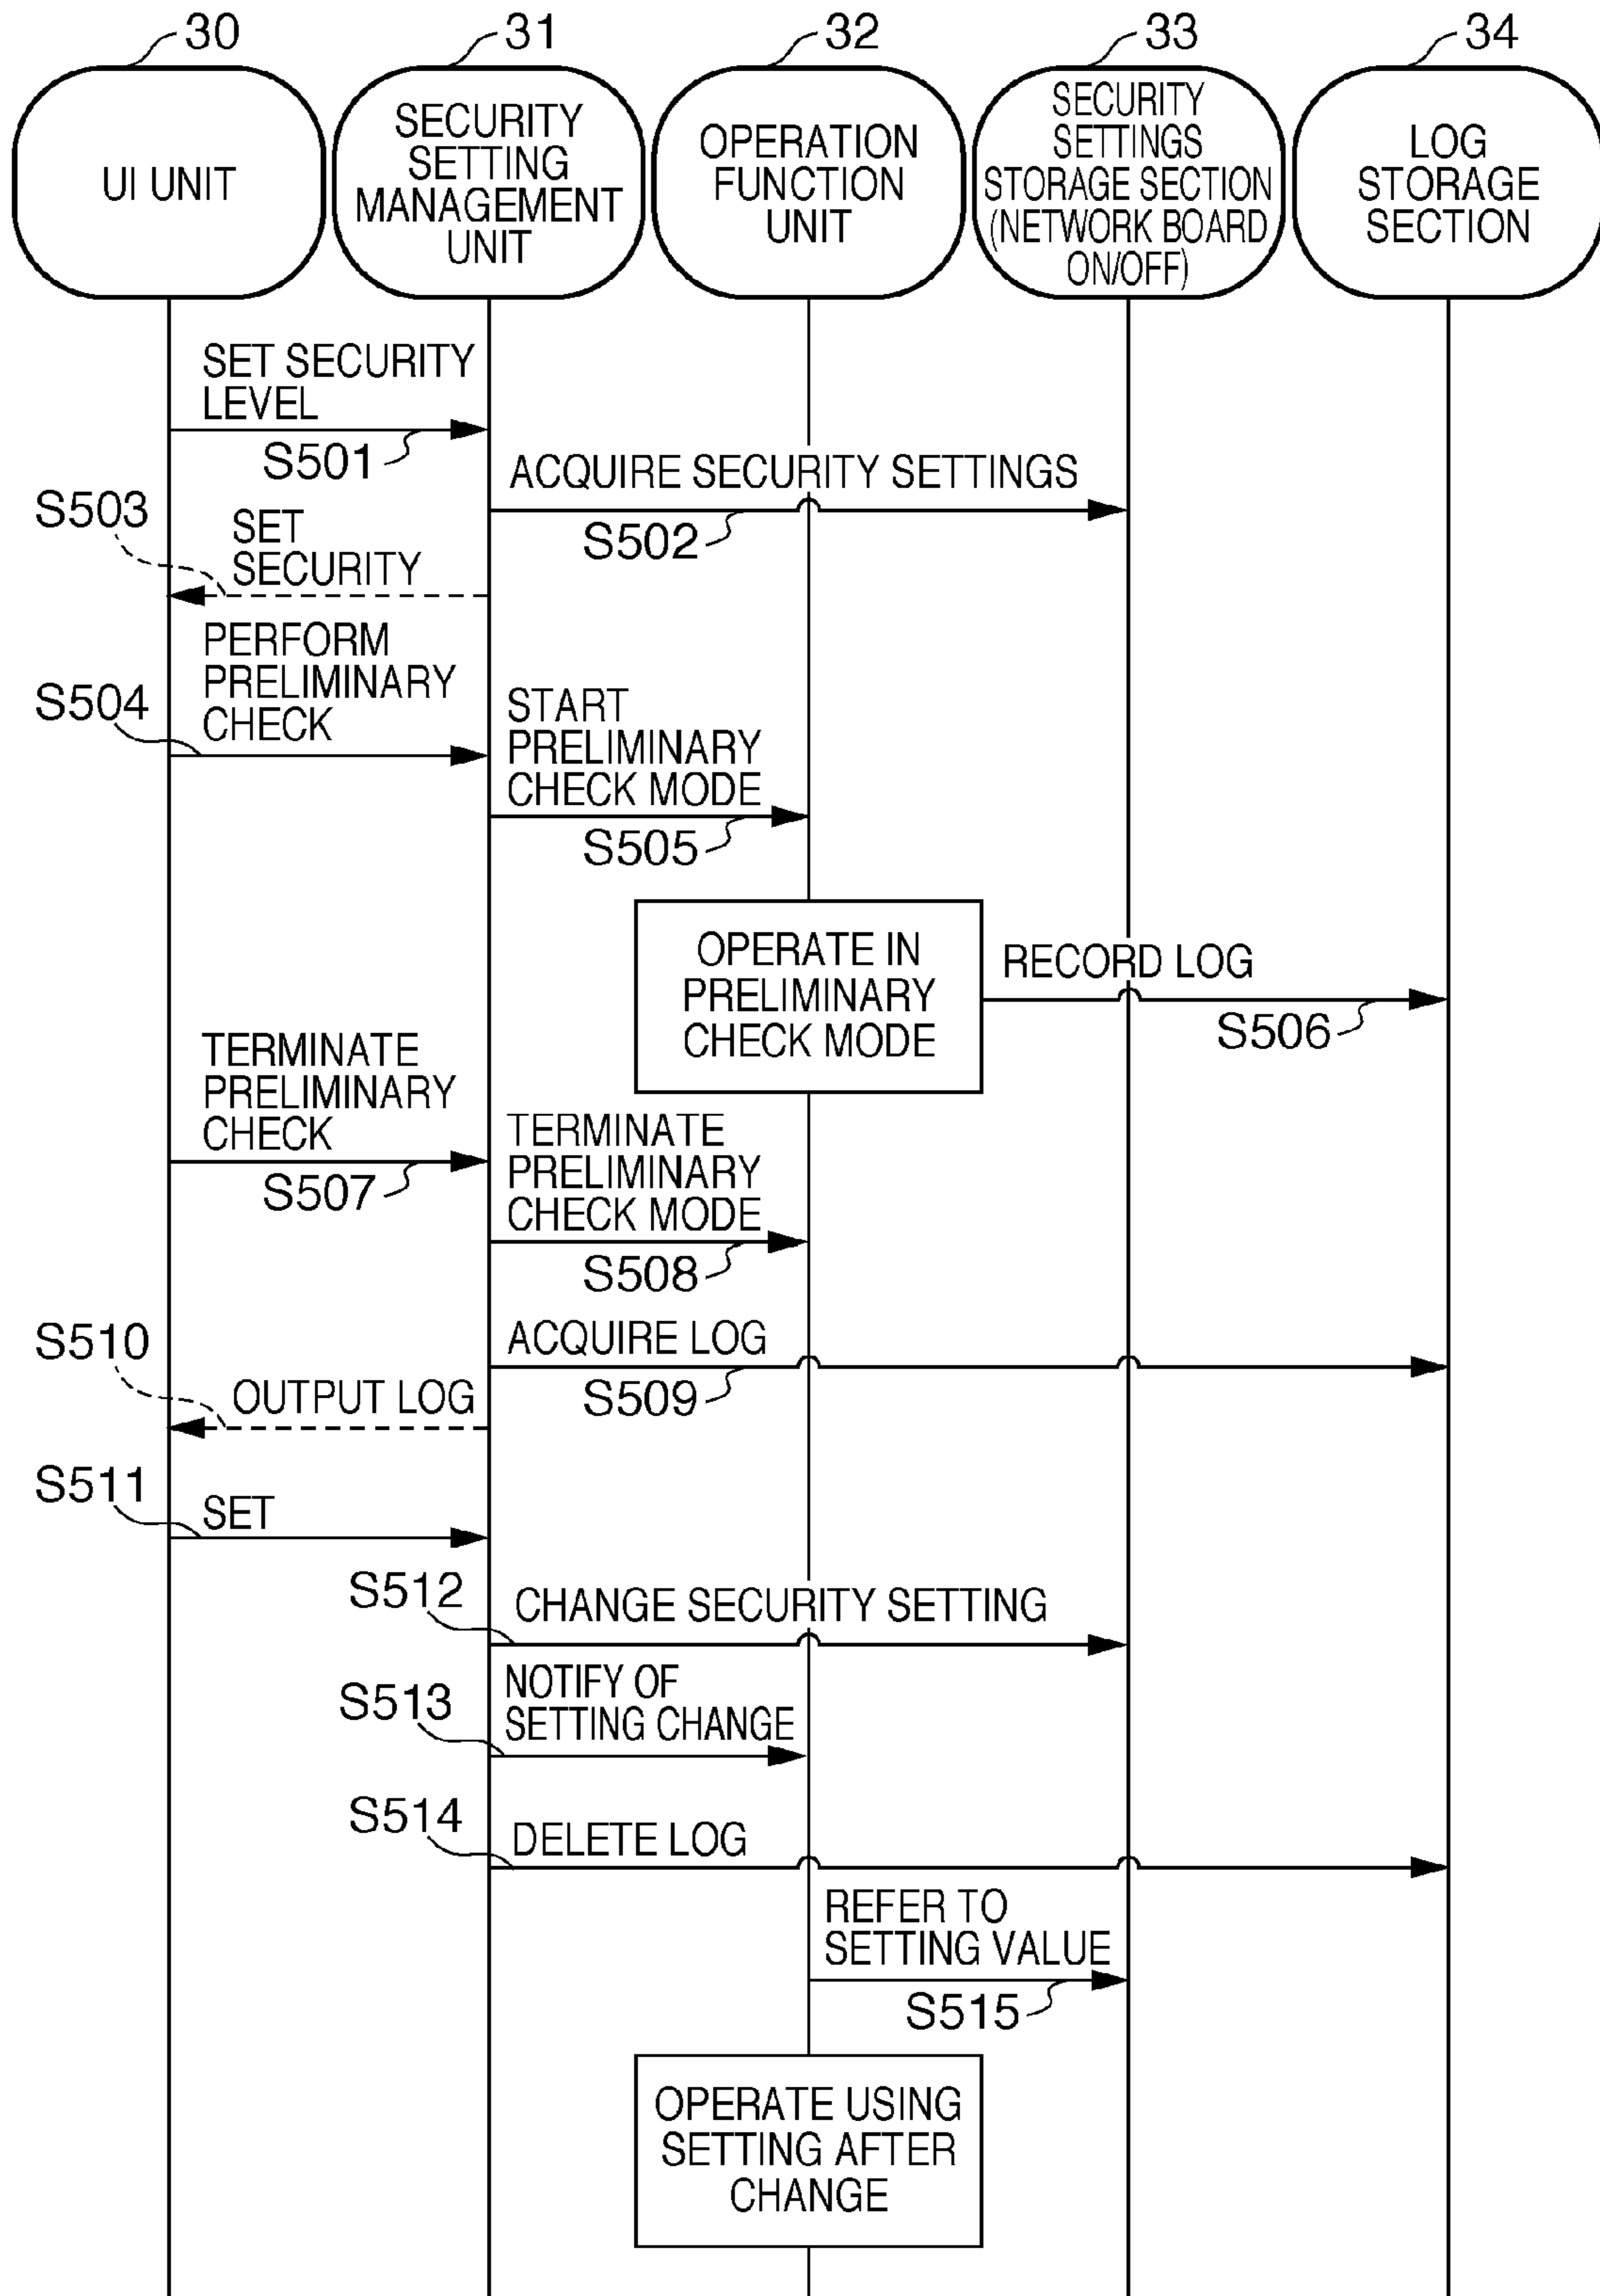 30
31
32
33
34
UI UNIT
SECURITY
SETTING
MANAGEMENT
UNIT
OPERATION
FUNCTION
UNIT
SECURITY
SETTINGS
STORAGE SECTION
(NETWORK BOARD
ON/OFF)
LOG
STORAGE
SECTION
SET SECURITY
LEVEL
S501
ACQUIRE SECURITY SETTINGS
S502
S503
SET
SECURITY
PERFORM
PRELIMINARY
CHECK
S504
START
PRELIMINARY
CHECK MODE
S505
OPERATE IN
PRELIMINARY
CHECK MODE
RECORD LOG
S506
TERMINATE
PRELIMINARY
CHECK
S507
TERMINATE
PRELIMINARY
CHECK MODE
S508
ACQUIRE LOG
S509
S510
OUTPUT LOG
S511
SET
S512
CHANGE SECURITY SETTING
S513
NOTIFY OF
SETTING CHANGE
S514
DELETE LOG
REFER TO
SETTING VALUE
S515
OPERATE USING
SETTING AFTER
CHANGE